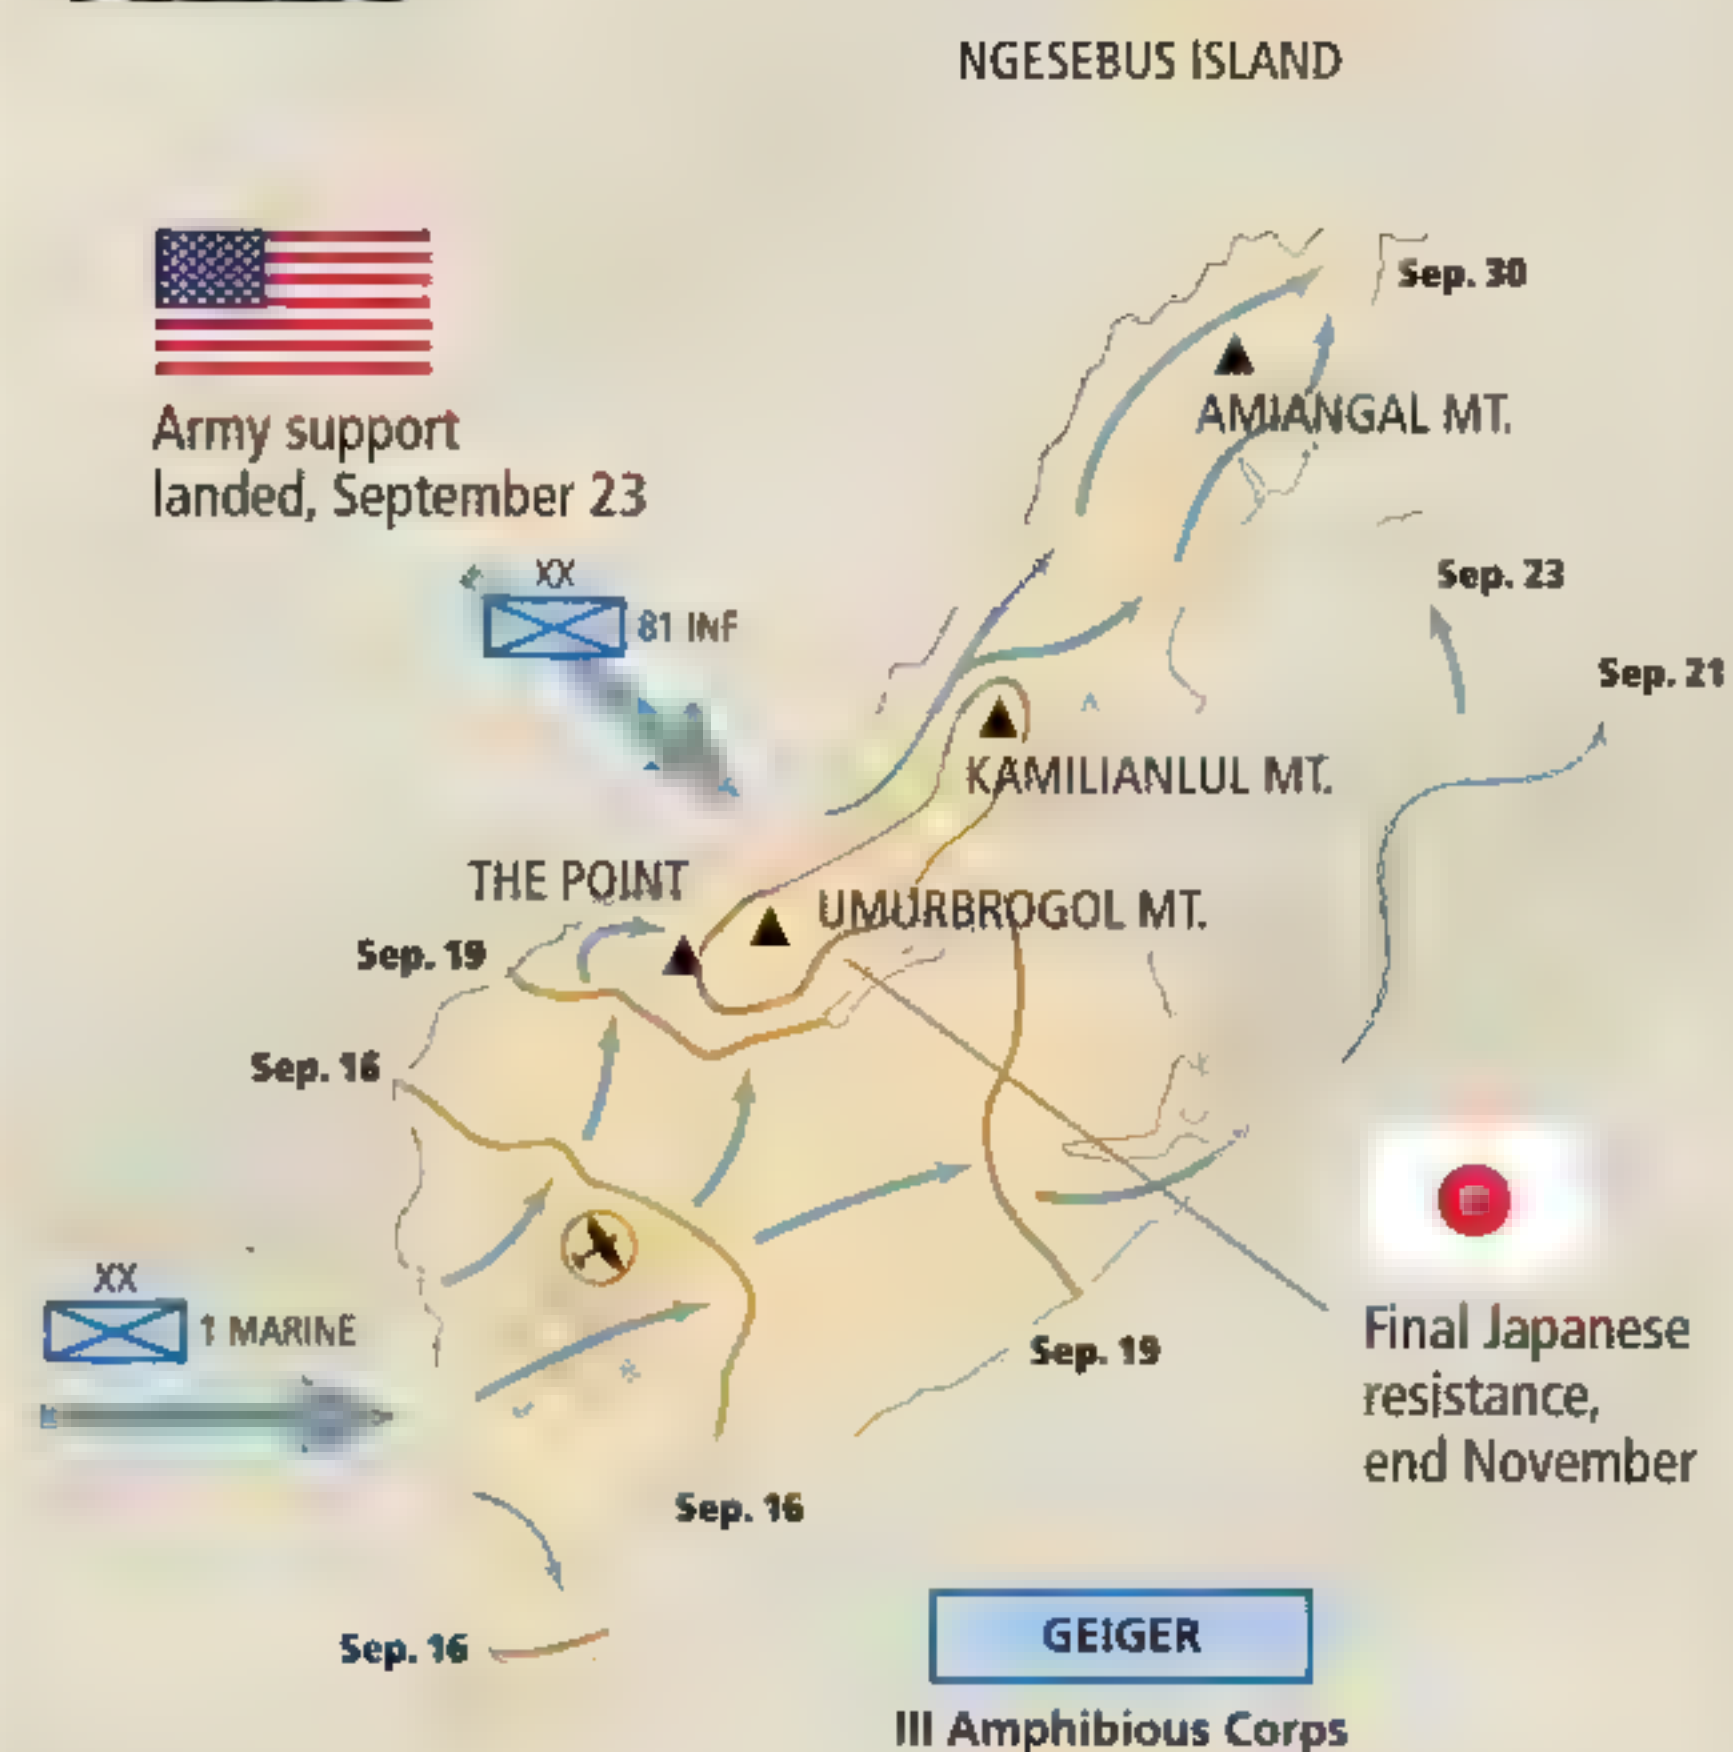 NGESEBUS ISLAND
Sep. 30
AMIANGAL MT.
Army support
landed, September 23
XX
81 INF
Sep. 23
Sep. 21
KAMILIANLUL MT.
THE POINT
UMURBROGOL MT.
Sep. 19
Sep. 16
XX
1 MARINE
Final Japanese
resistance,
end November
Sep. 19
Sep. 16
Sep. 16
GEIGER
III Amphibious Corps